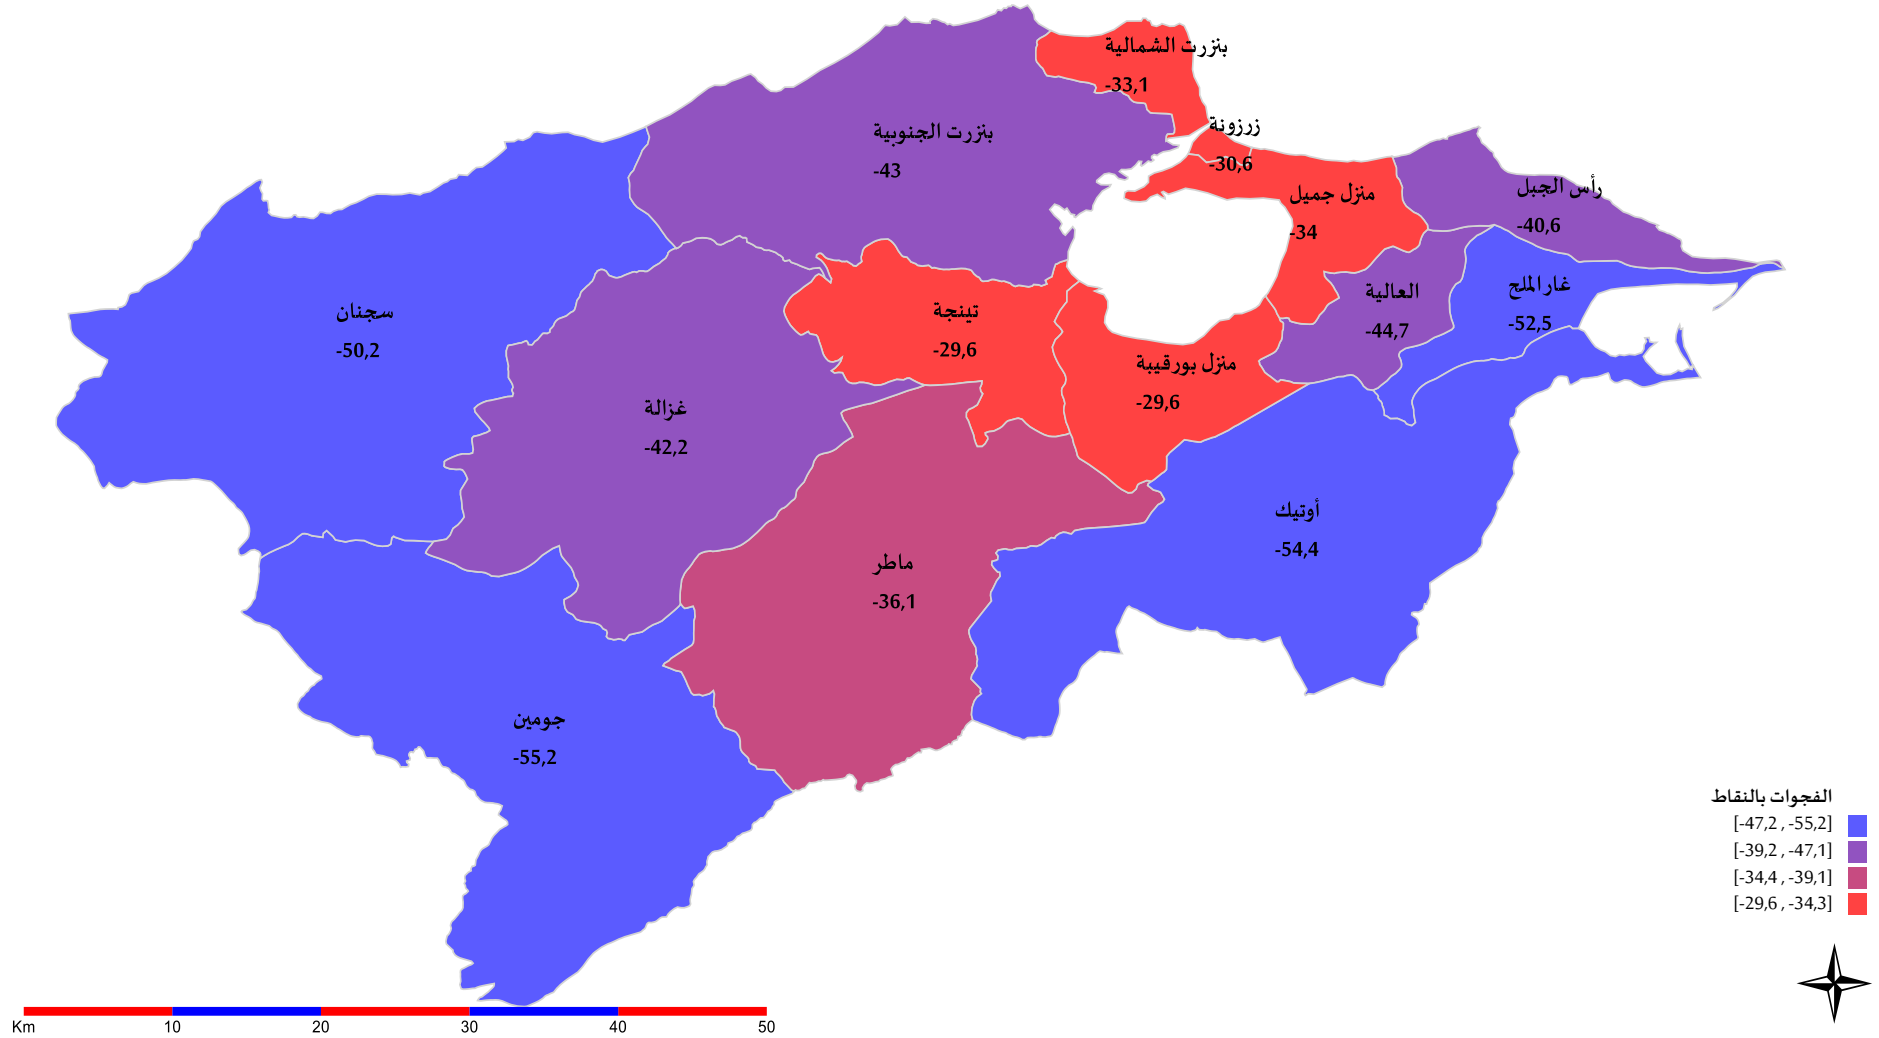 بنزرت الشمالية
-33,1
زرزونة
-30,6
بنزرت الجنوبية
-43
منزل جميل
-34
رأس الجبل
-40,6
العالية
-44,7
غار الملح
-52,5
سجنان
-50,2
تينجة
-29,6
منزل بورقيبة
-29,6
غزالة
-42,2
أوتيك
-54,4
ماطر
-36,1
جومين
-55,2
الفجوات بالنقاط
[-47,2 , -55,2]
[-39,2 , -47,1]
[-34,4 , -39,1]
[-29,6 , -34,3]
Km 10 20 30 40 50